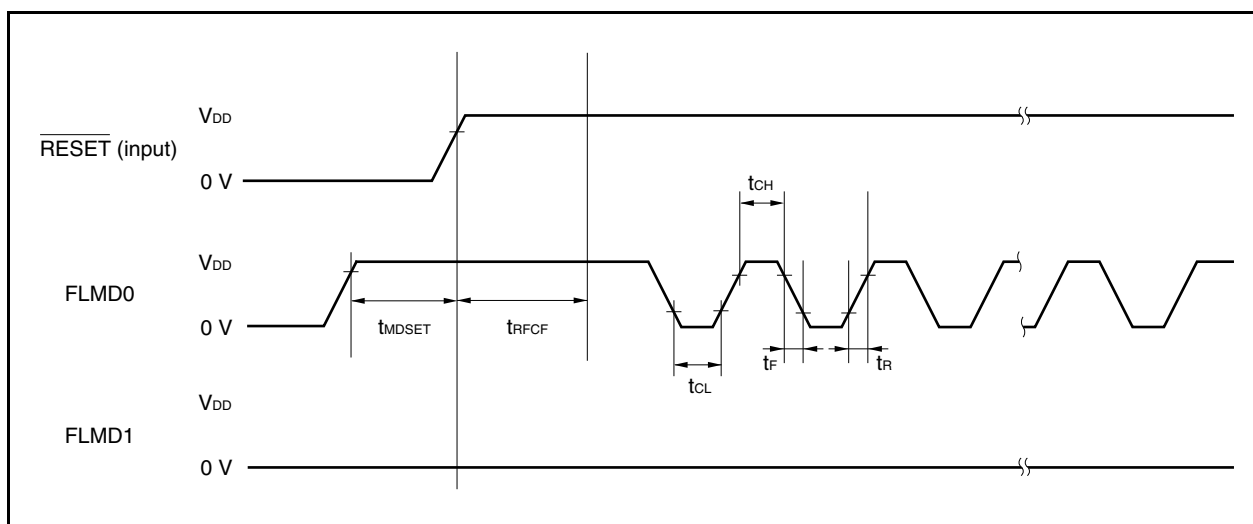 VDD
RESET (input)
0 V
tCH
VDD
FLMD0
0 V
tMDSET
tRFCF
tF
tR
tCL
VDD
FLMD1
0 V